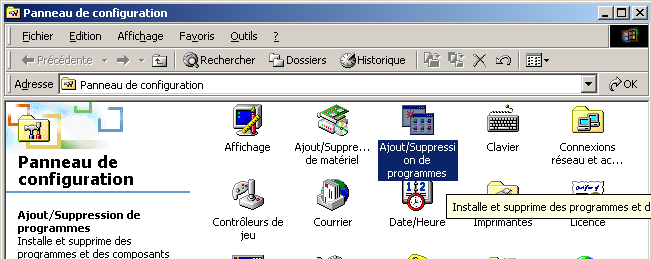 Panneau de configuration
Fichier Edition Affichage Favoris Outils ?
Précédente Rechercher Dossiers Historique
Adresse Panneau de configuration OK
Panneau de
configuration
Ajout/Suppression de
programmes
Installe et supprime des
programmes et des composants
Affichage
Ajout/Suppre...
de matériel
Ajout/Suppressi
on de
programmes
Clavier
Connexions
réseau et ac...
Contrôleurs de
jeu
Courrier
Date/Heure
Imprimantes
Licence
Installe et supprime des programmes et d